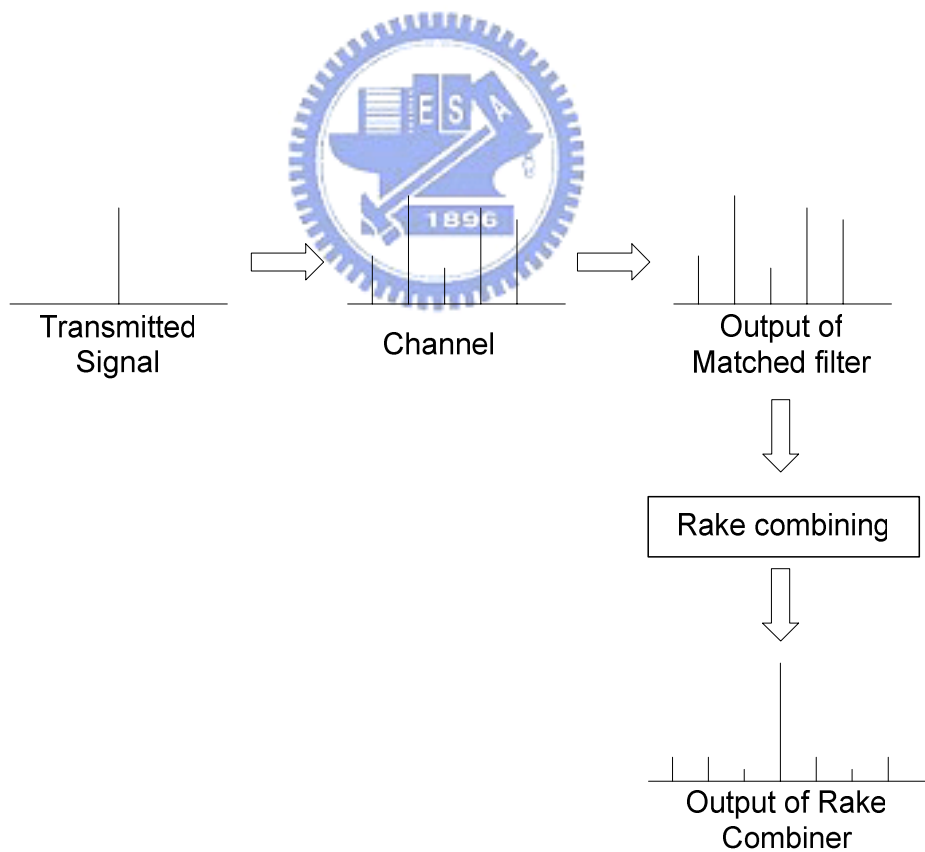 E S A
1896
Transmitted
Signal
Channel
Output of
Matched filter
Rake combining
Output of Rake
Combiner